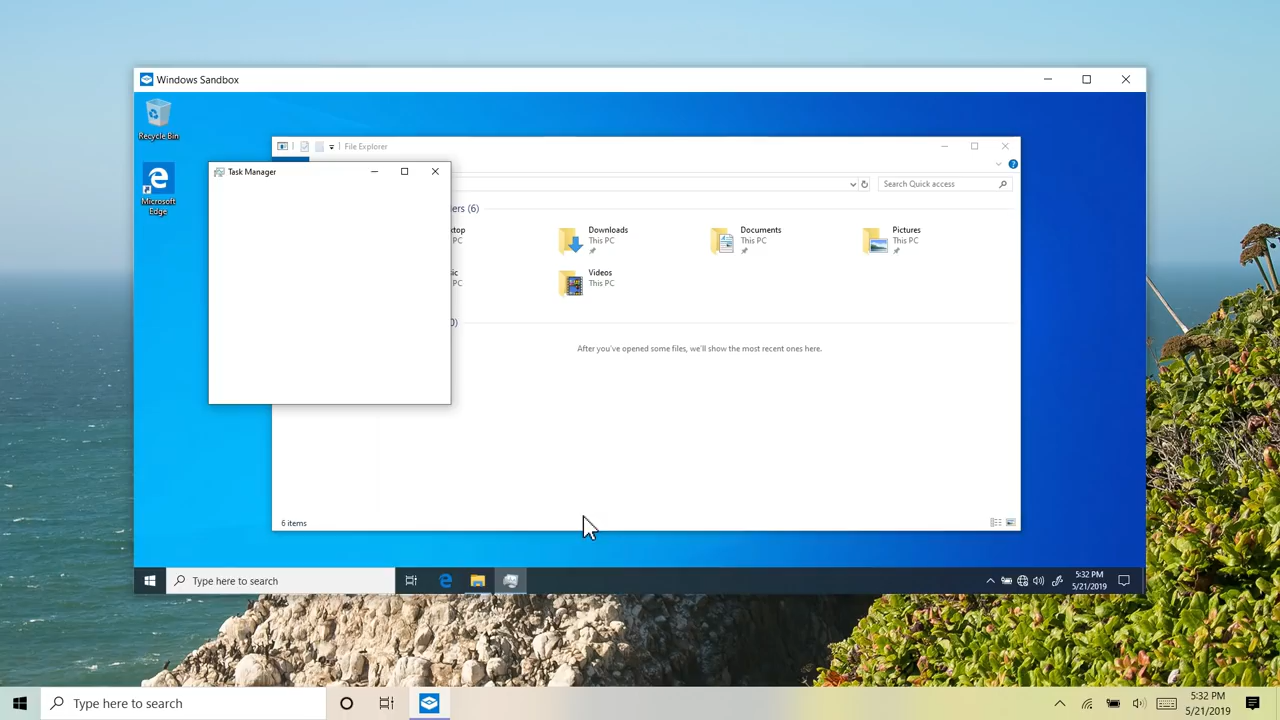 Windows Sandbox
Recycle Bin
Microsoft
Edge
File Explorer
Task Manager
Search Quick access
ers (6)
ktop
PC
Downloads
This PC
Documents
This PC
Pictures
This PC
sic
PC
Videos
This PC
0)
After you've opened some files, we'll show the most recent ones here.
6 items
Type here to search
5:32 PM
5/21/2019
Type here to search
5:32 PM
5/21/2019